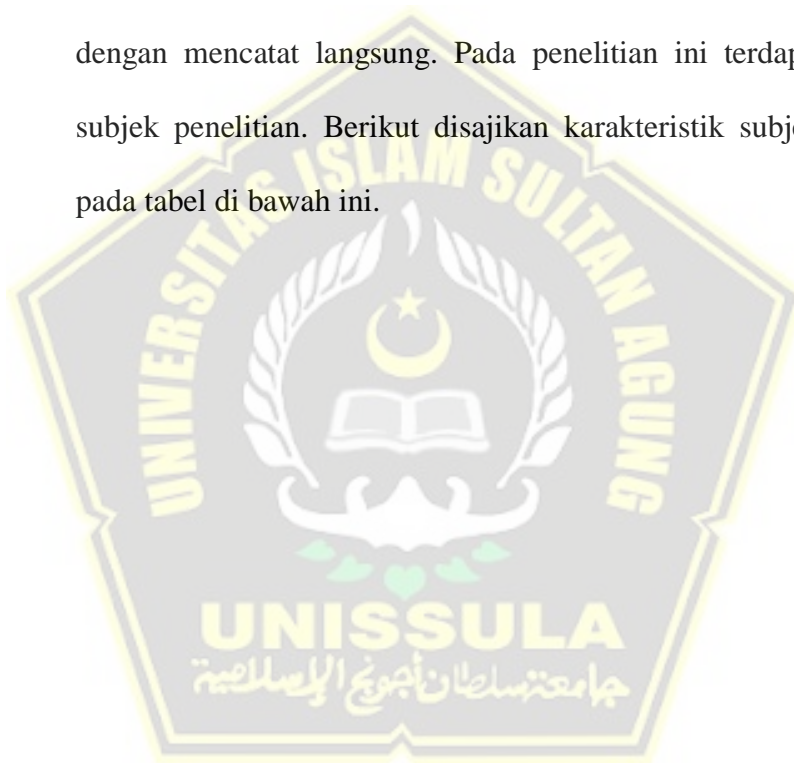 dengan mencatat langsung. Pada penelitian ini terdap
subjek penelitian. Berikut disajikan karakteristik subje
pada tabel di bawah ini.
UNIVERSITAS ISLAM SULTAN AGUNG
UNISSULA
جامعة سلطان أجونج الإسلامية